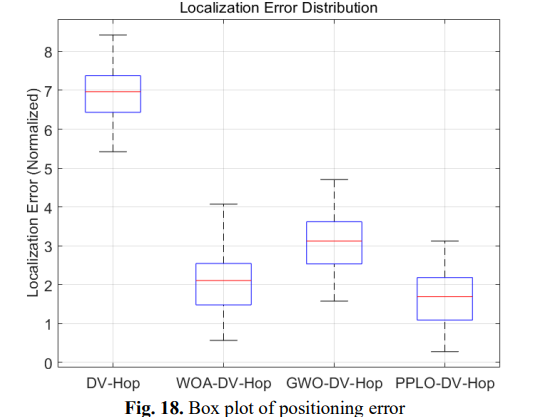 Localization Error Distribution
Localization Error (Normalized)
8
7
6
5
4
3
2
1
0
DV-Hop WOA-DV-Hop GWO-DV-Hop PPLO-DV-Hop
Fig. 18. Box plot of positioning error